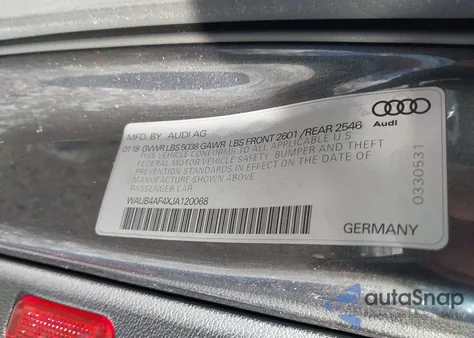 MFD. BY AUDI AG
01/18 GVWR LBS 5038 GAWR LBS FRONT 2601/REAR 2546
THIS VEHICLE CONFORMS TO ALL APPLICABLE U.S
FEDERAL MOTOR VEHICLE SAFETY, BUMPER AND THEFT
PREVENTION STANDARDS IN EFFECT ON THE DATE OF
MANUFACTURE SHOWN ABOVE.
PASSENGER CAR
WAUB4AF4XJA120068
Audi
0330531
GERMANY
autoSnap